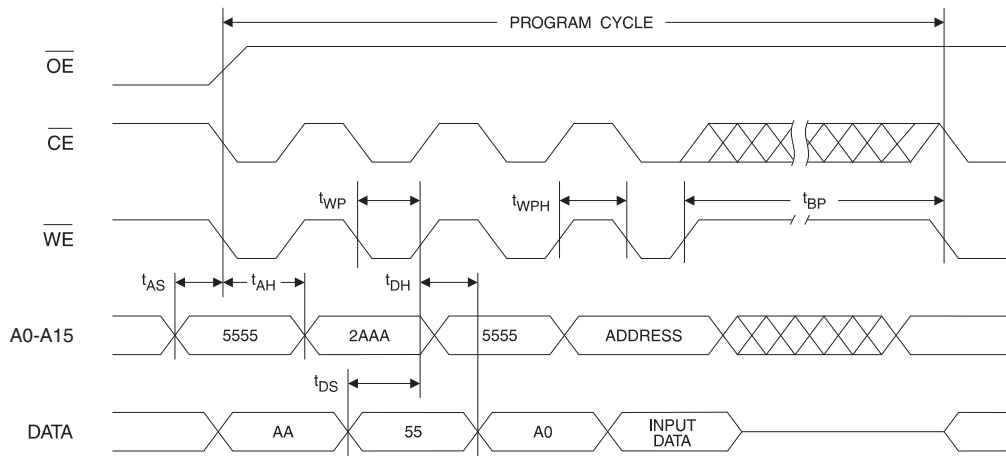 PROGRAM CYCLE
OE
CE
tWP
tWPH
tBP
WE
tAS
tAH
tDH
A0-A15
5555
2AAA
5555
ADDRESS
tDS
DATA
AA
55
A0
INPUT
DATA